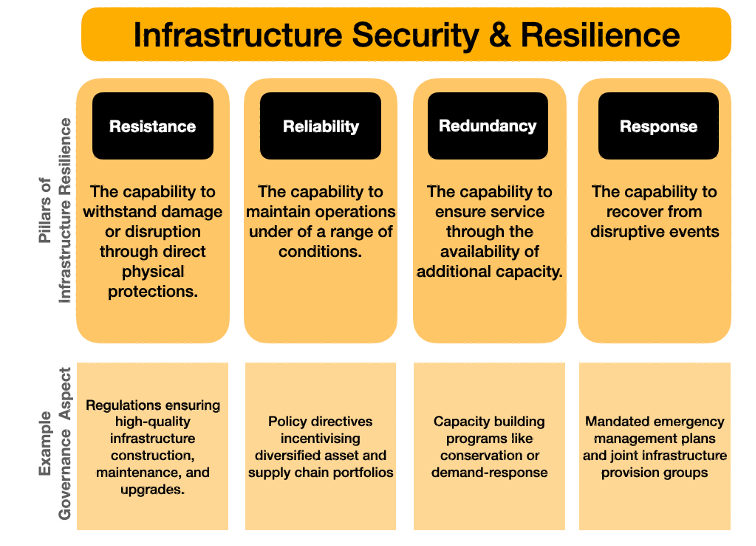 Infrastructure Security & Resilience
Pillars of
Infrastructure Resilience
Resistance
The capability to
withstand damage
or disruption
through direct
physical
protections.
Reliability
The capability to
maintain operations
under of a range of
conditions.
Redundancy
The capability to
ensure service
through the
availability of
additional capacity.
Response
The capability to
recover from
disruptive events
Example
Governance Aspect
Regulations ensuring
high-quality
infrastructure
construction,
maintenance, and
upgrades.
Policy directives
incentivising
diversified asset and
supply chain portfolios
Capacity building
programs like
conservation or
demand-response
Mandated emergency
management plans
and joint infrastructure
provision groups